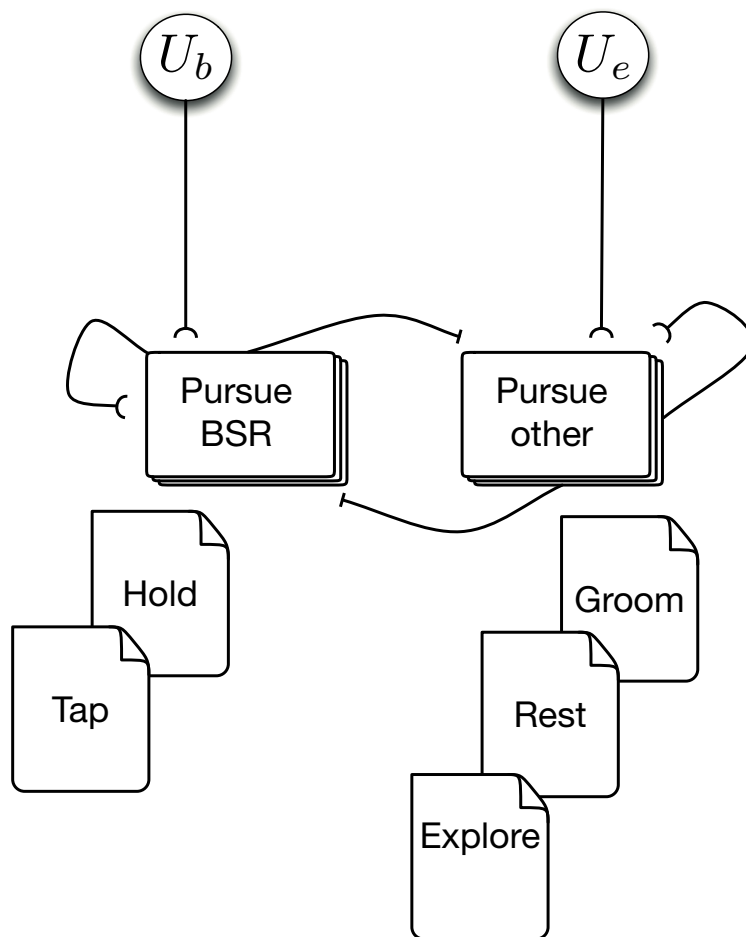 U_b
U_e
Pursue
BSR
Pursue
other
Hold
Tap
Groom
Rest
Explore